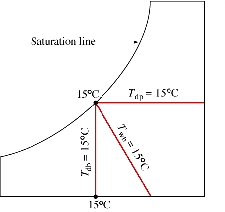 Saturation line
15°C
T_dp = 15°C
T_db = 15°C
T_wb = 15°C
15°C